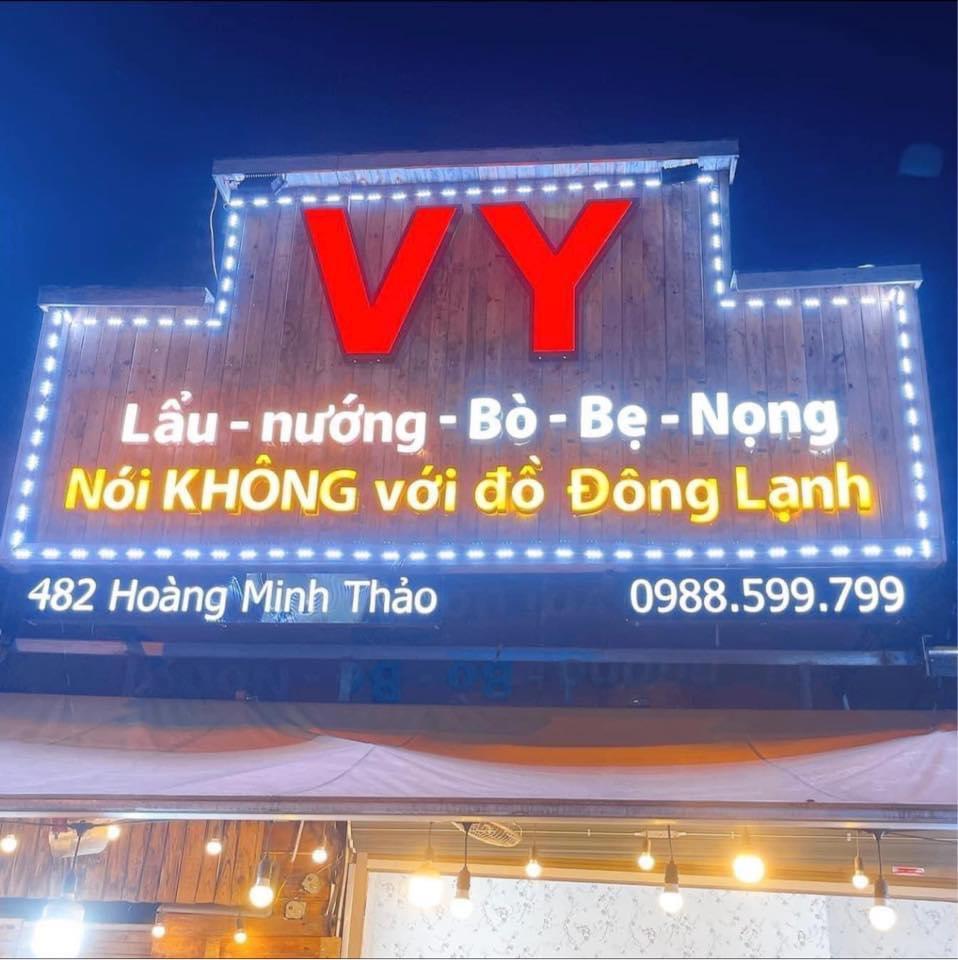 VY
Lẩu - nướng - Bò - Bẹ - Nọng
Nói KHÔNG với đồ Đông Lạnh
482 Hoàng Minh Thảo 0988.599.799